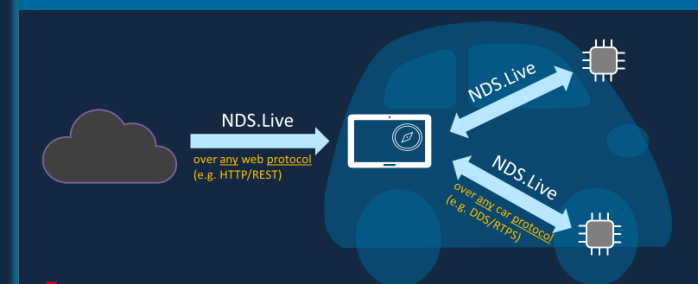 NDS.Live
over any web protocol
(e.g. HTTP/REST)
NDS.Live
NDS.Live
over any car protocol
(e.g. DDS/RTPS)